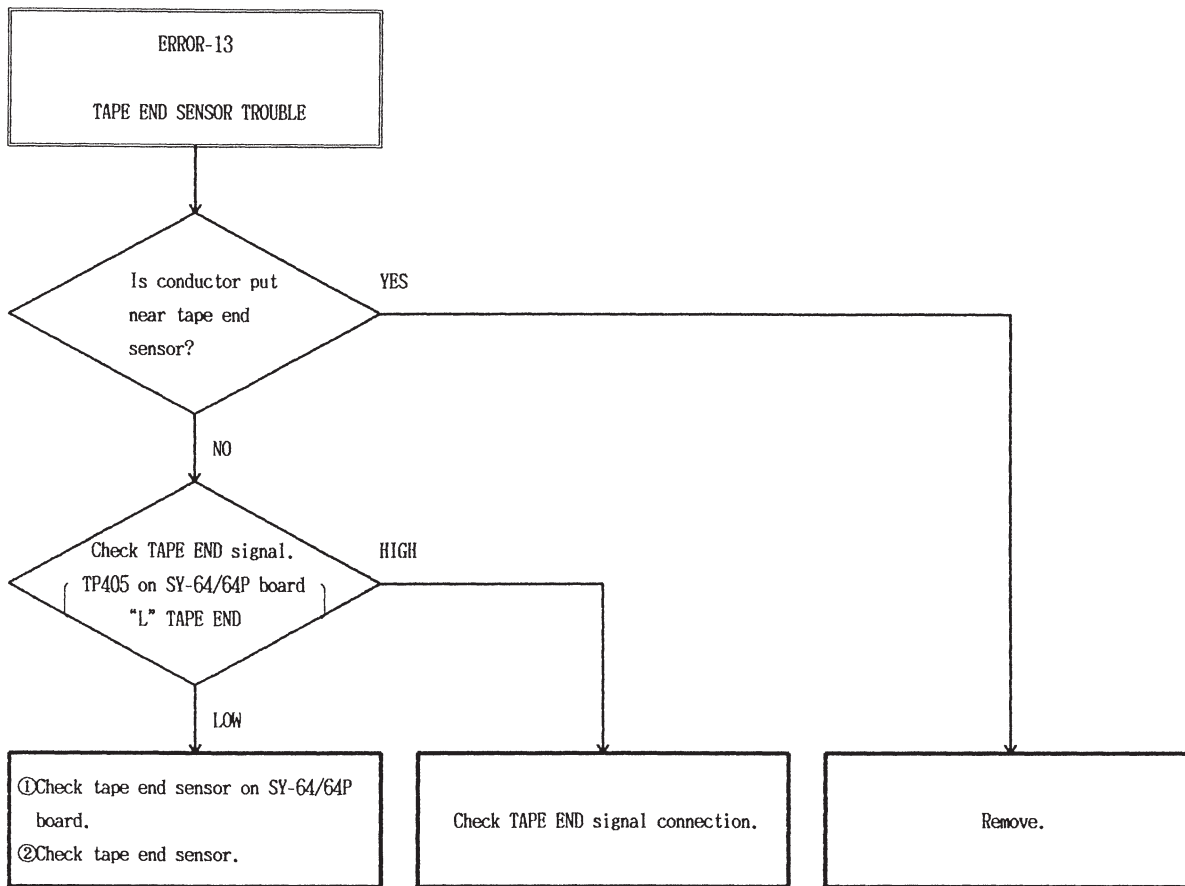 ERROR-13
TAPE END SENSOR TROUBLE
Is conductor put
near tape end
sensor?
YES
NO
Check TAPE END signal.
TP405 on SY-64/64P board
“L” TAPE END
HIGH
LOW
①Check tape end sensor on SY-64/64P
board.
②Check tape end sensor.
Check TAPE END signal connection.
Remove.